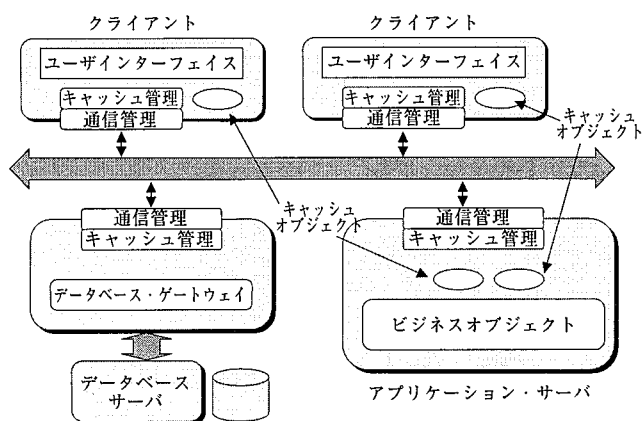 クライアント
クライアント
ユーザインターフェイス
ユーザインターフェイス
キャッシュ管理
通信管理
キャッシュ管理
通信管理
キャッシュ
オブジェクト
キャッシュ
オブジェクト
通信管理
キャッシュ管理
通信管理
キャッシュ管理
データベース・ゲートウェイ
ビジネスオブジェクト
データベース
サーバ
アプリケーション・サーバ